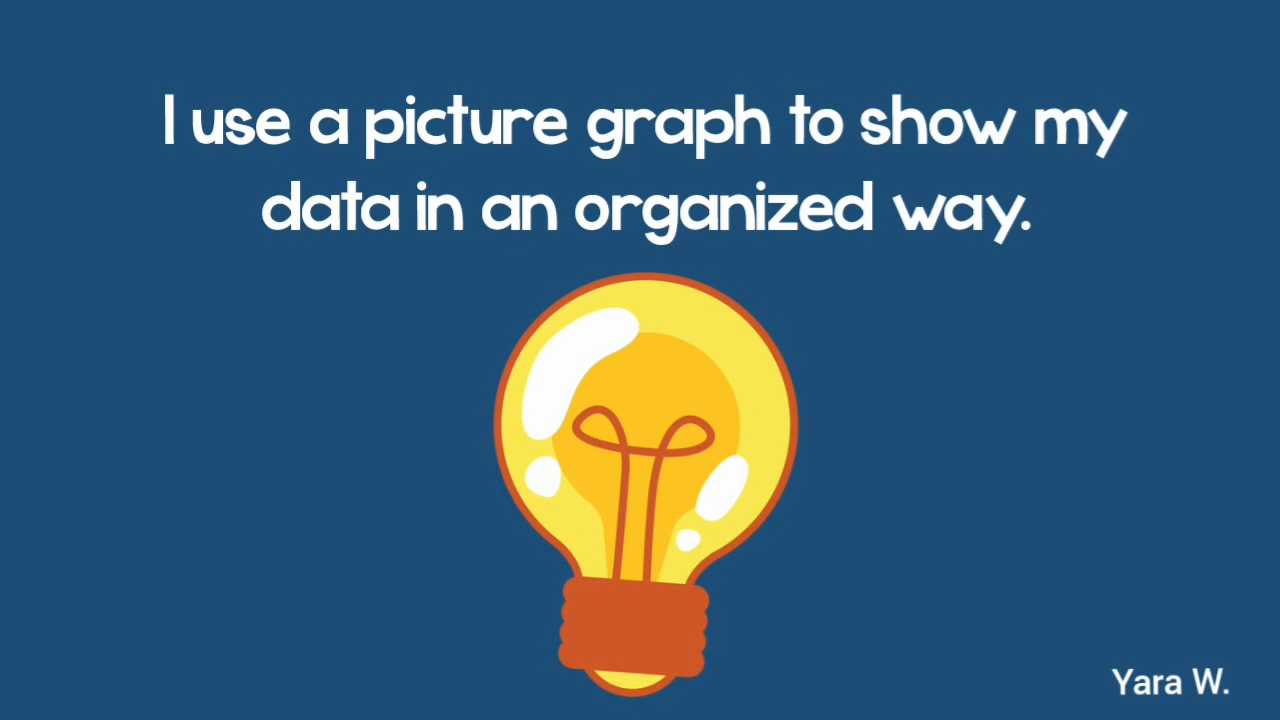 I use a picture graph to show my
data in an organized way.
Yara W.